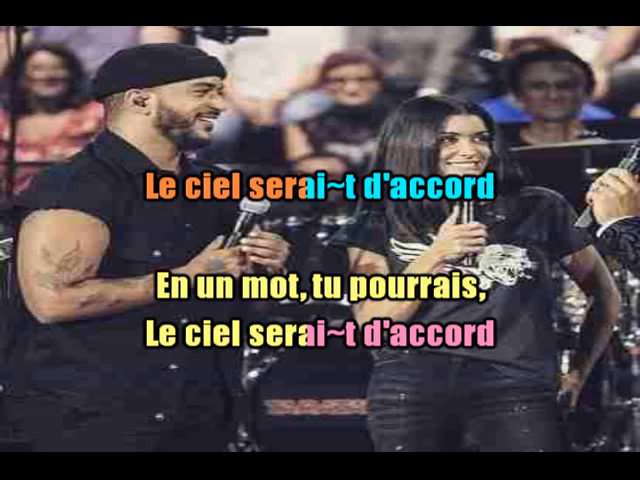 Le ciel serai~t d'accord
En un mot, tu pourrais,
Le ciel serai~t d'accord